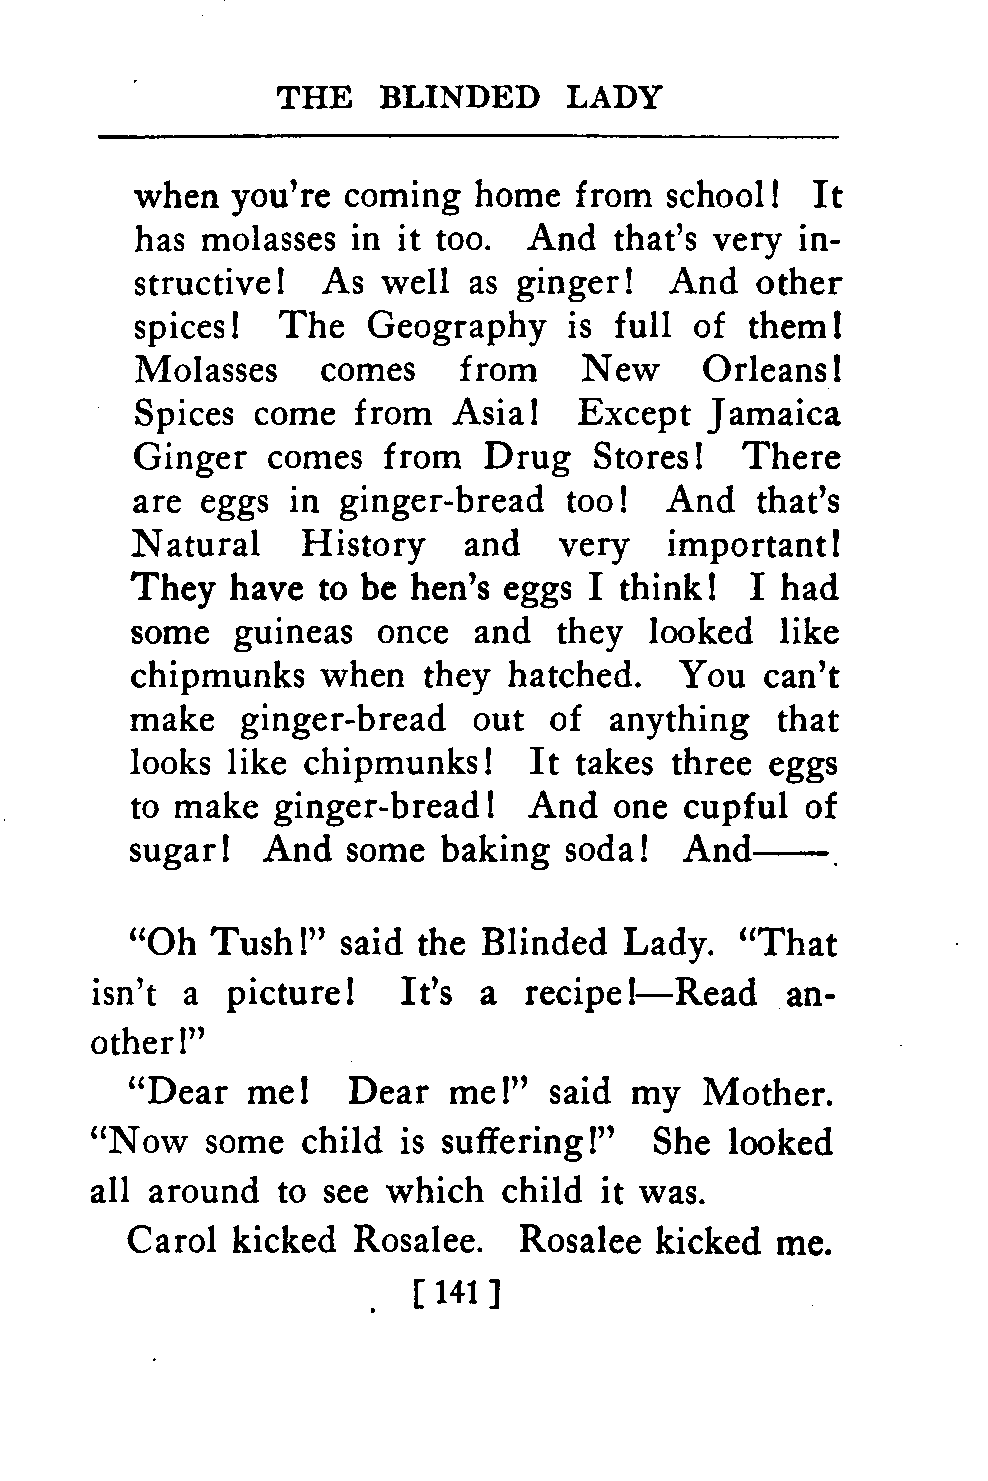 THE BLINDED LADY
when you're coming home from school! It
has molasses in it too. And that's very in-
structive! As well as ginger! And other
spices! The Geography is full of them!
Molasses comes from New Orleans!
Spices come from Asia! Except Jamaica
Ginger comes from Drug Stores! There
are eggs in ginger-bread too! And that's
Natural History and very important!
They have to be hen's eggs I think! I had
some guineas once and they looked like
chipmunks when they hatched. You can't
make ginger-bread out of anything that
looks like chipmunks! It takes three eggs
to make ginger-bread! And one cupful of
sugar! And some baking soda! And——.
“Oh Tush!” said the Blinded Lady. “That
isn't a picture! It's a recipe!—Read an-
other!”
“Dear me! Dear me!” said my Mother.
“Now some child is suffering!” She looked
all around to see which child it was.
Carol kicked Rosalee. Rosalee kicked me.
[ 141 ]